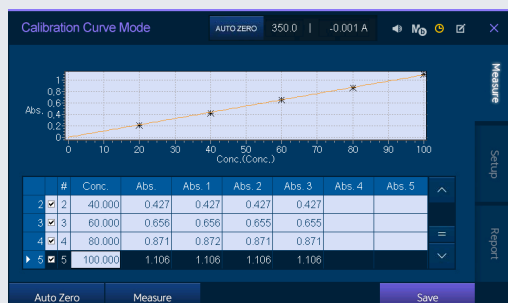 Calibration Curve Mode AUTO ZERO 350.0 | -0.001 A
Measure
Setup
Report
Abs.
1
0.8
0.6
0.4
0.2
0
0 10 20 30 40 50 60 70 80 90 100
Conc.(Conc.)
# Conc. Abs. Abs. 1 Abs. 2 Abs. 3 Abs. 4 Abs. 5
2 2 40.000 0.427 0.427 0.427 0.427
3 3 60.000 0.656 0.656 0.655 0.655
4 4 80.000 0.871 0.872 0.871 0.871
5 5 100.000 1.106 1.106 1.106 1.106
Auto Zero Measure Save